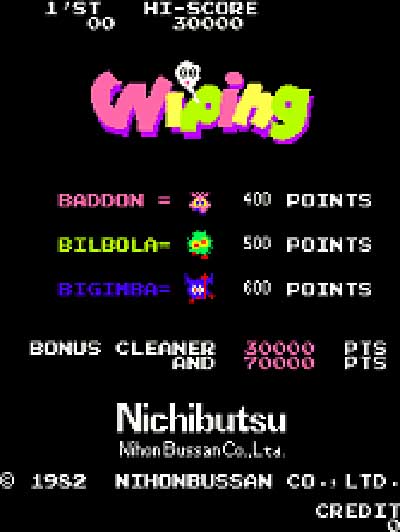 1'ST HI-SCORE
00 30000
Wiping
BADDON = 400 POINTS
BILBOLA= 500 POINTS
BIGIMBA= 600 POINTS
BONUS CLEANER 30000 PTS
AND 70000 PTS
Nichibutsu
Nihon Bussan Co., Ltd.
© 1982 NIHONBUSSAN CO., LTD.
CREDIT
0